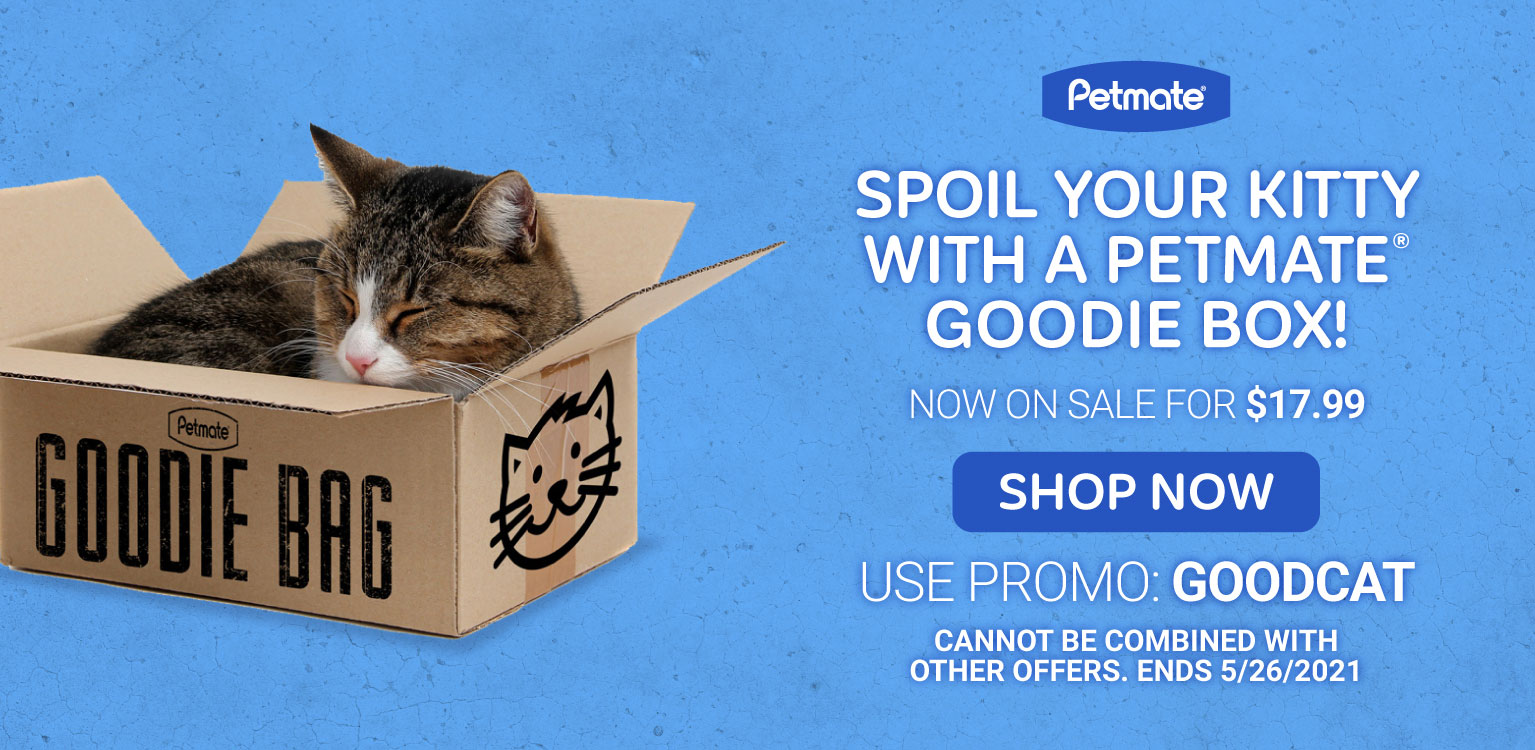 Petmate®
SPOIL YOUR KITTY
WITH A PETMATE®
GOODIE BOX!
NOW ON SALE FOR $17.99
SHOP NOW
USE PROMO: GOODCAT
CANNOT BE COMBINED WITH
OTHER OFFERS. ENDS 5/26/2021
Petmate
GOODIE BAG